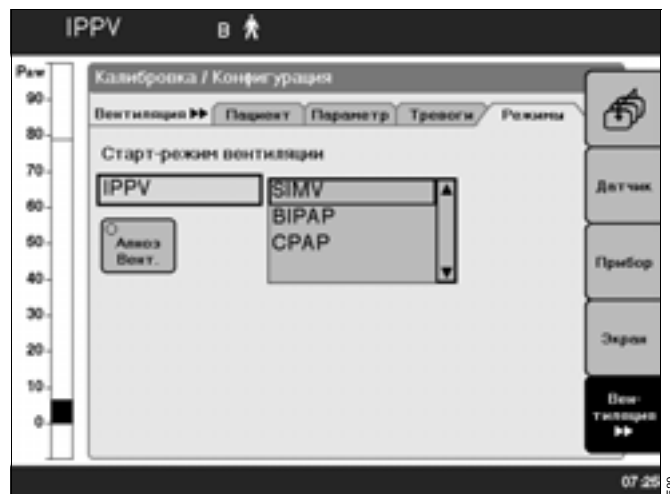 IPPV B
Paw
Калибровка / Конфигурация
Вентиляция Пациент Параметр Тревоги Режимы
Старт-режим вентиляции
IPPV
SIMV
BIPAP
CPAP
Апноэ
Вент.
90
80
70
60
50
40
30
20
10
0
Датчик
Прибор
Экран
Вен-
тиляция
07:25